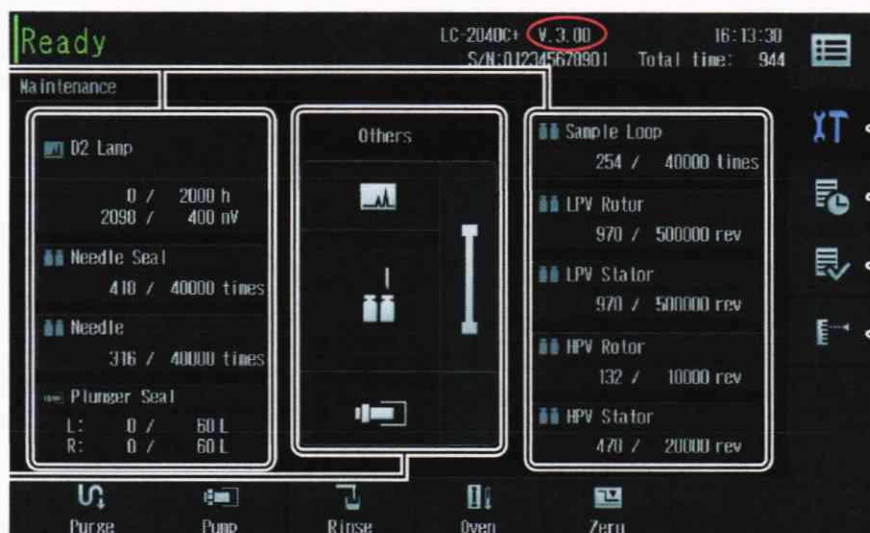 Ready
LC-2040C+ V.3.00 16:13:30
S/N:012345678901 Total time: 944
Maintenance
D2 Lamp
0 / 2000 h
2098 / 400 mV
Needle Seal
418 / 40000 times
Needle
316 / 40000 times
Plunger Seal
L: 0 / 60 L
R: 0 / 60 L
Others
Sample Loop
254 / 40000 times
LPV Rotor
970 / 500000 rev
LPV Stator
970 / 500000 rev
HPV Rotor
132 / 10000 rev
HPV Stator
470 / 20000 rev
Purge
Pump
Rinse
Oven
Zero